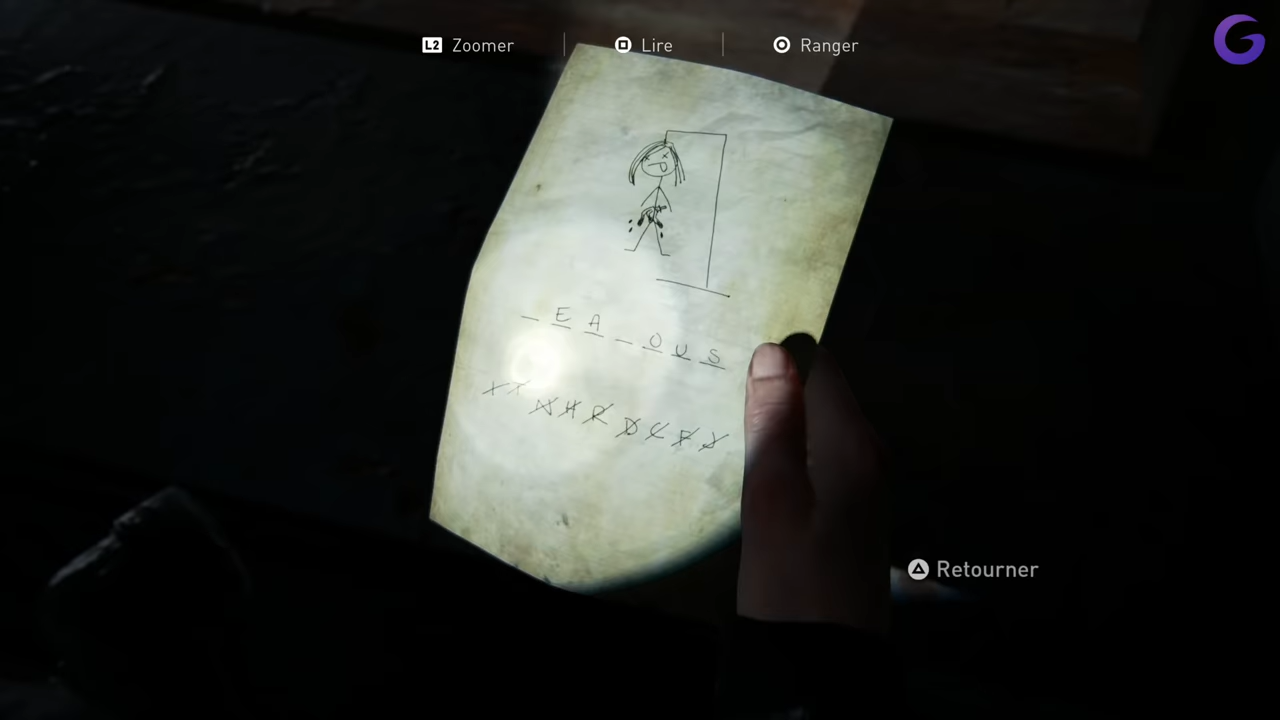 L2 Zoomer Lire Ranger
_ E A _ O U S
N H R D C F
Retourner